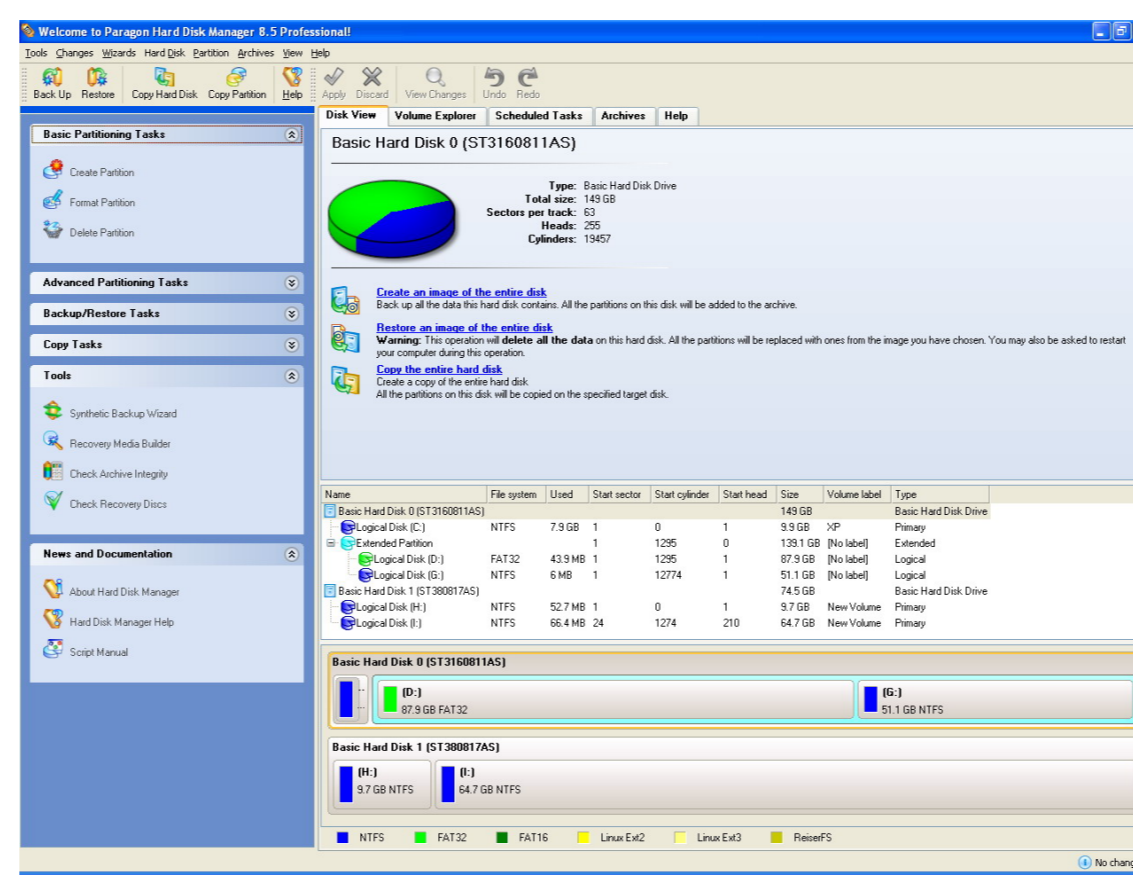 Welcome to Paragon Hard Disk Manager 8.5 Professional!
Tools Changes Wizards Hard Disk Partition Archives View Help
Back Up Restore Copy Hard Disk Copy Partition Help Apply Discard View Changes Undo Redo
Disk View Volume Explorer Scheduled Tasks Archives Help
Basic Partitioning Tasks
Create Partition
Format Partition
Delete Partition
Advanced Partitioning Tasks
Backup/Restore Tasks
Copy Tasks
Tools
Synthetic Backup Wizard
Recovery Media Builder
Check Archive Integrity
Check Recovery Discs
News and Documentation
About Hard Disk Manager
Hard Disk Manager Help
Script Manual
Basic Hard Disk 0 (ST3160811AS)
Type: Basic Hard Disk Drive
Total size: 149 GB
Sectors per track: 63
Heads: 255
Cylinders: 19457
Create an image of the entire disk
Back up all the data this hard disk contains. All the partitions on this disk will be added to the archive.
Restore an image of the entire disk
Warning: This operation will delete all the data on this hard disk. All the partitions will be replaced with ones from the image you have chosen. You may also be asked to restart
your computer during this operation.
Copy the entire hard disk
Create a copy of the entire hard disk.
All the partitions on this disk will be copied on the specified target disk.
Name File system Used Start sector Start cylinder Start head Size Volume label Type
Basic Hard Disk 0 (ST3160811AS) 149 GB Basic Hard Disk Drive
Logical Disk (C:) NTFS 7.9 GB 1 0 1 9.9 GB XP Primary
Extended Partition 1 1295 0 139.1 GB [No label] Extended
Logical Disk (D:) FAT32 43.9 MB 1 1295 1 87.9 GB [No label] Logical
Logical Disk (G:) NTFS 6 MB 1 12774 1 51.1 GB [No label] Logical
Basic Hard Disk 1 (ST380817AS) 74.5 GB Basic Hard Disk Drive
Logical Disk (H:) NTFS 52.7 MB 1 0 1 9.7 GB New Volume Primary
Logical Disk (I:) NTFS 66.4 MB 24 1274 210 64.7 GB New Volume Primary
Basic Hard Disk 0 (ST3160811AS)
(D:) (G:)
87.9 GB FAT32 51.1 GB NTFS
Basic Hard Disk 1 (ST380817AS)
(H:) (I:)
9.7 GB NTFS 64.7 GB NTFS
NTFS FAT32 FAT16 Linux Ext2 Linux Ext3 ReiserFS
No chang